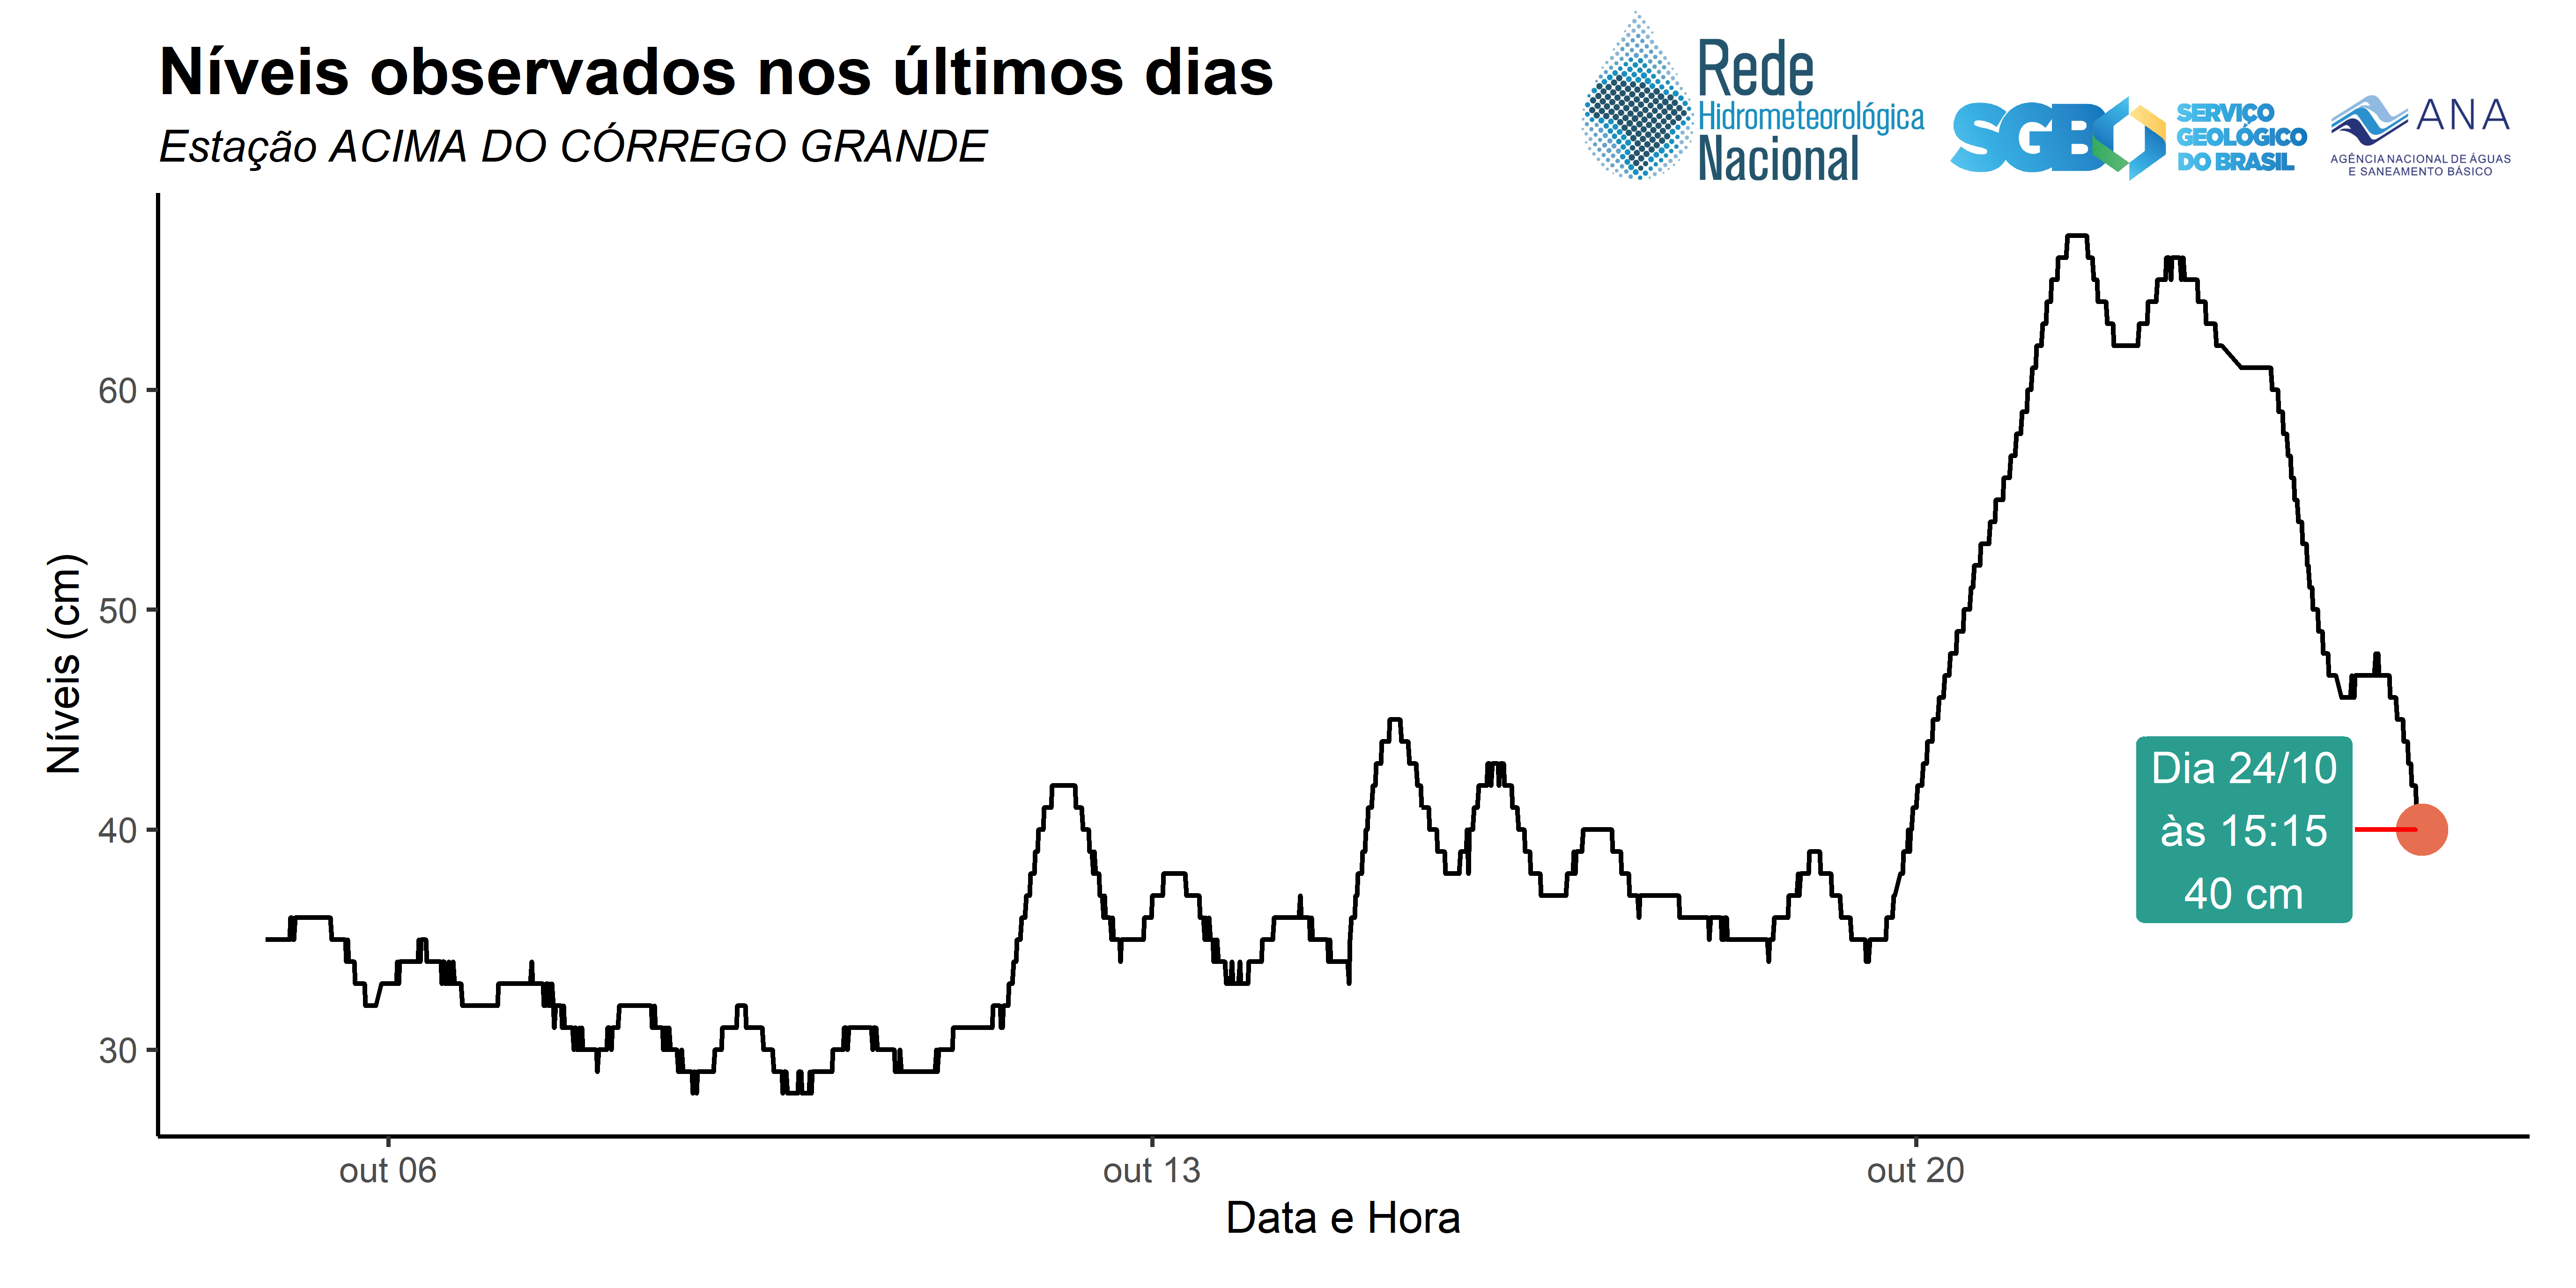 Níveis observados nos últimos dias
Estação ACIMA DO CÓRREGO GRANDE
Rede
Hidrometeorológica
Nacional
SGB
SERVIÇO
GEOLÓGICO
DO BRASIL
ANA
AGÊNCIA NACIONAL DE ÁGUAS
E SANEAMENTO BÁSICO
Níveis (cm)
60
50
40
30
Dia 24/10
às 15:15
40 cm
out 06
out 13
out 20
Data e Hora